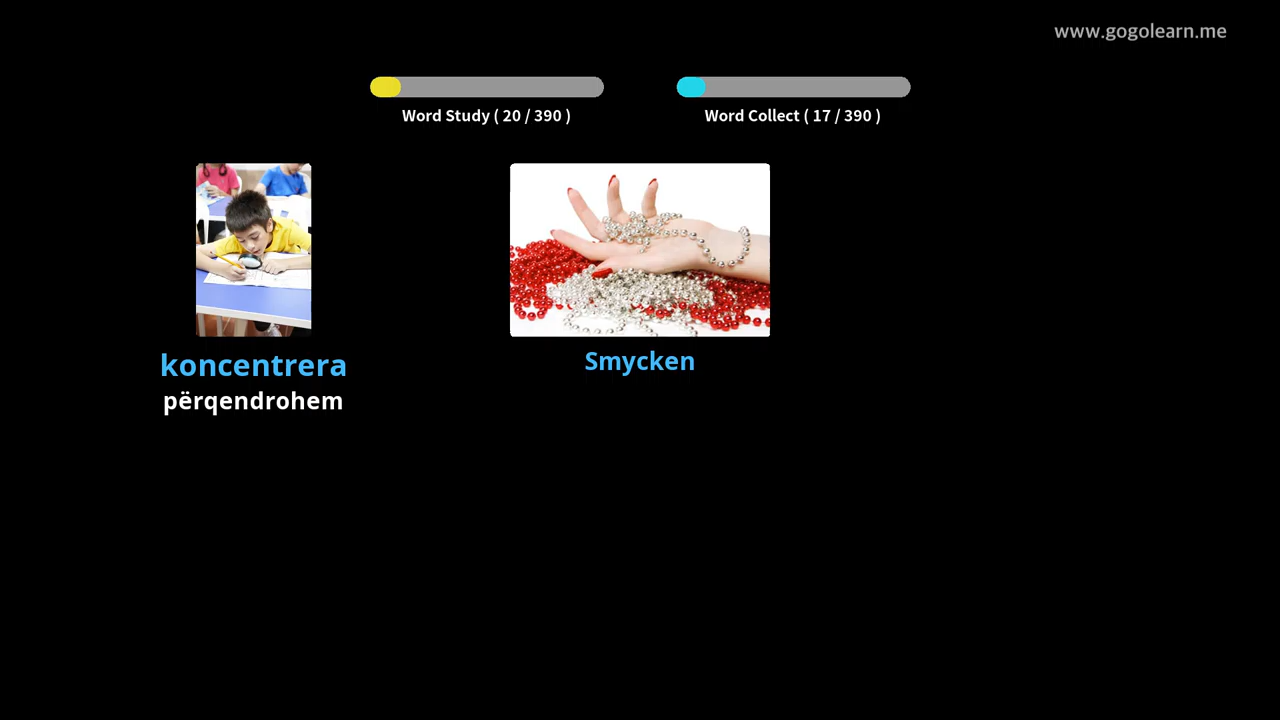 www.gogolearn.me
Word Study ( 20 / 390 )
Word Collect ( 17 / 390 )
koncentrera
përqendrohem
Smycken